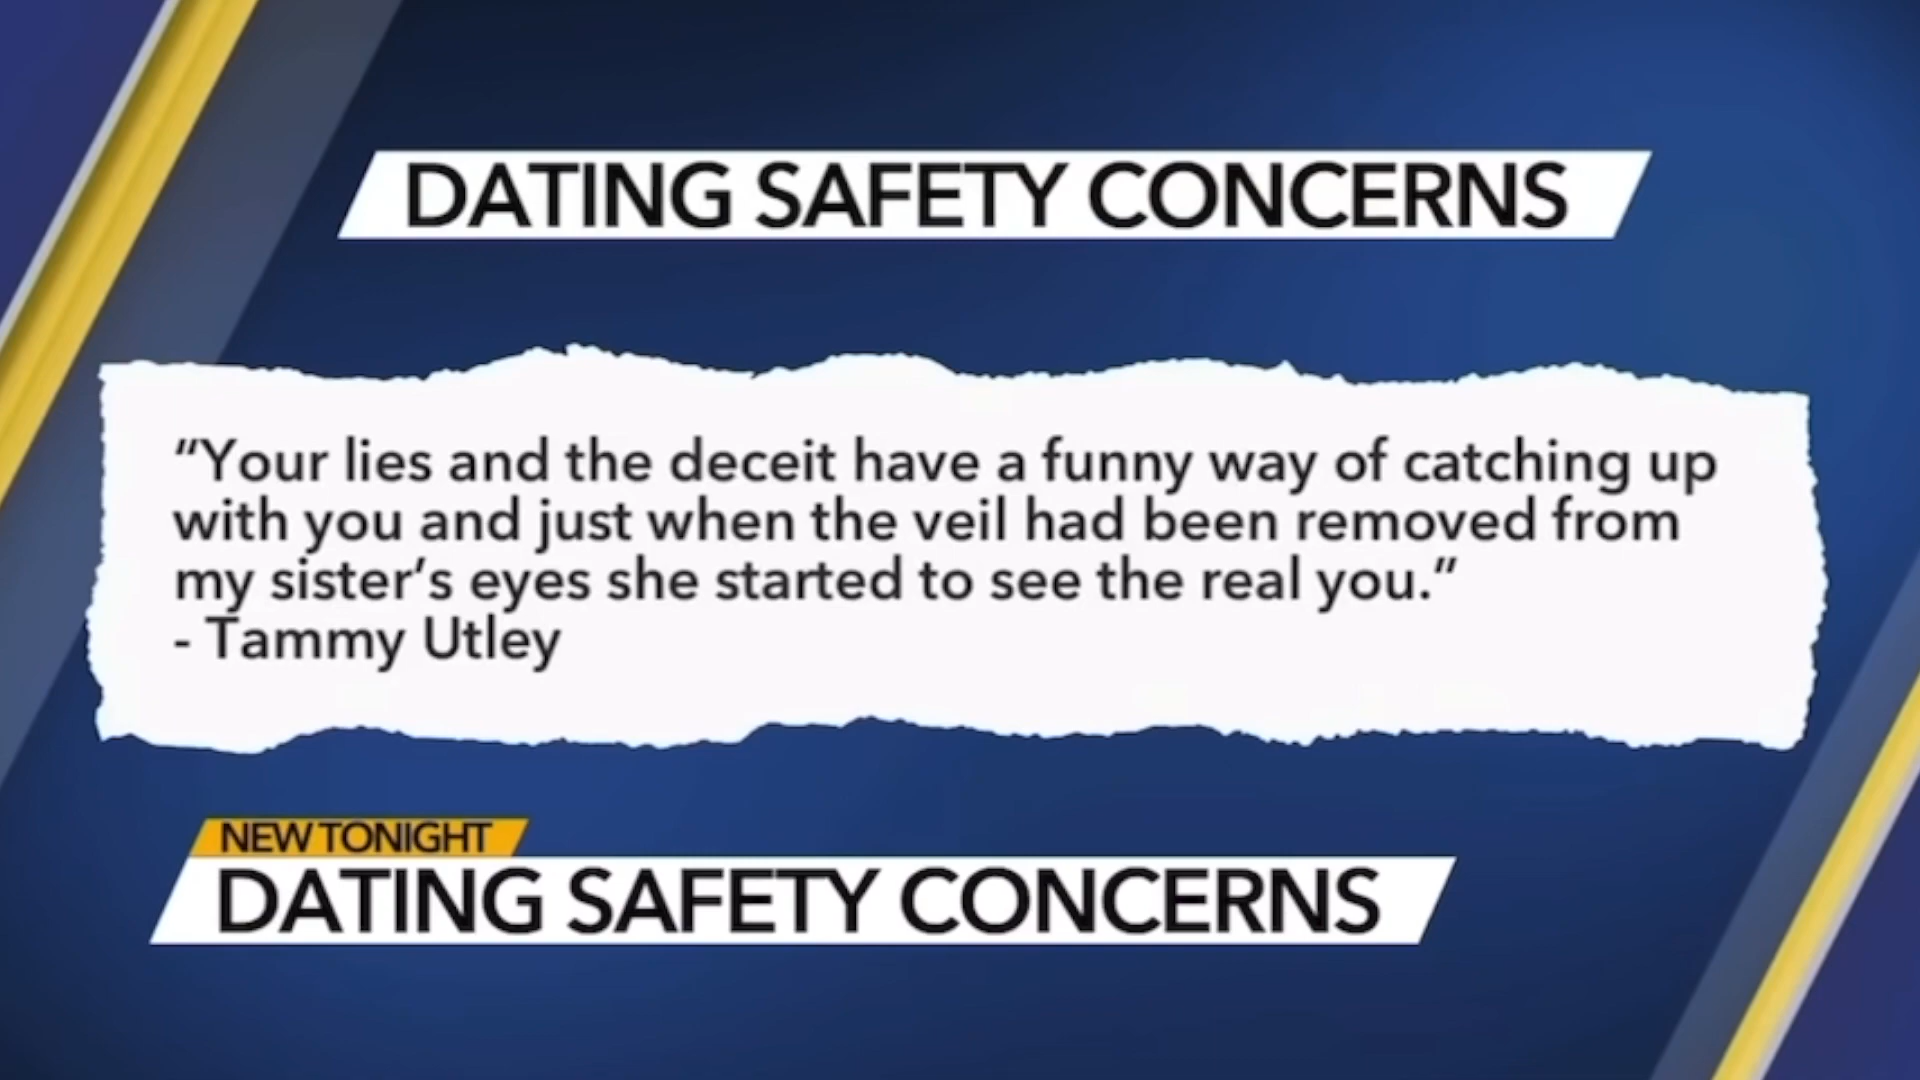 DATING SAFETY CONCERNS
“Your lies and the deceit have a funny way of catching up
with you and just when the veil had been removed from
my sister’s eyes she started to see the real you.”
- Tammy Utley
NEW TONIGHT
DATING SAFETY CONCERNS